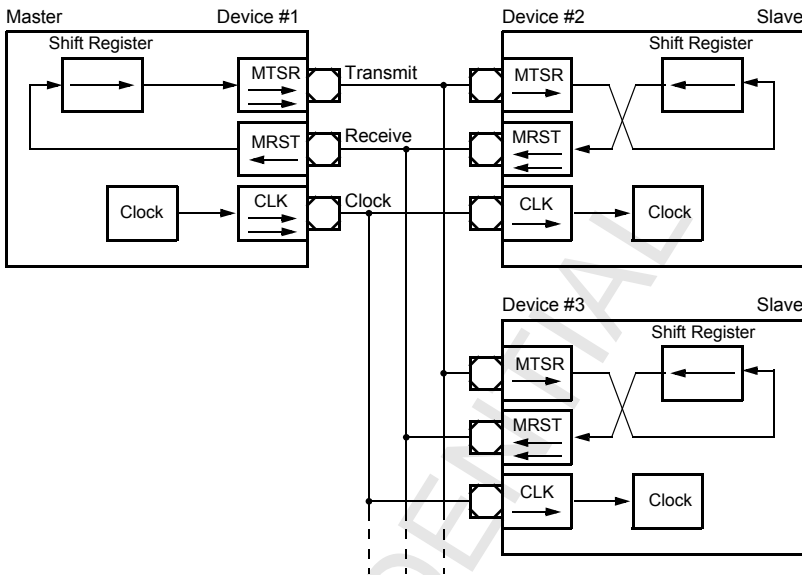 Master Device #1
Shift Register
MTSR
MRST
Clock
CLK
Transmit
Receive
Clock
Device #2 Slave
Shift Register
MTSR
MRST
CLK
Clock
Device #3 Slave
Shift Register
MTSR
MRST
CLK
Clock
DENTIAL